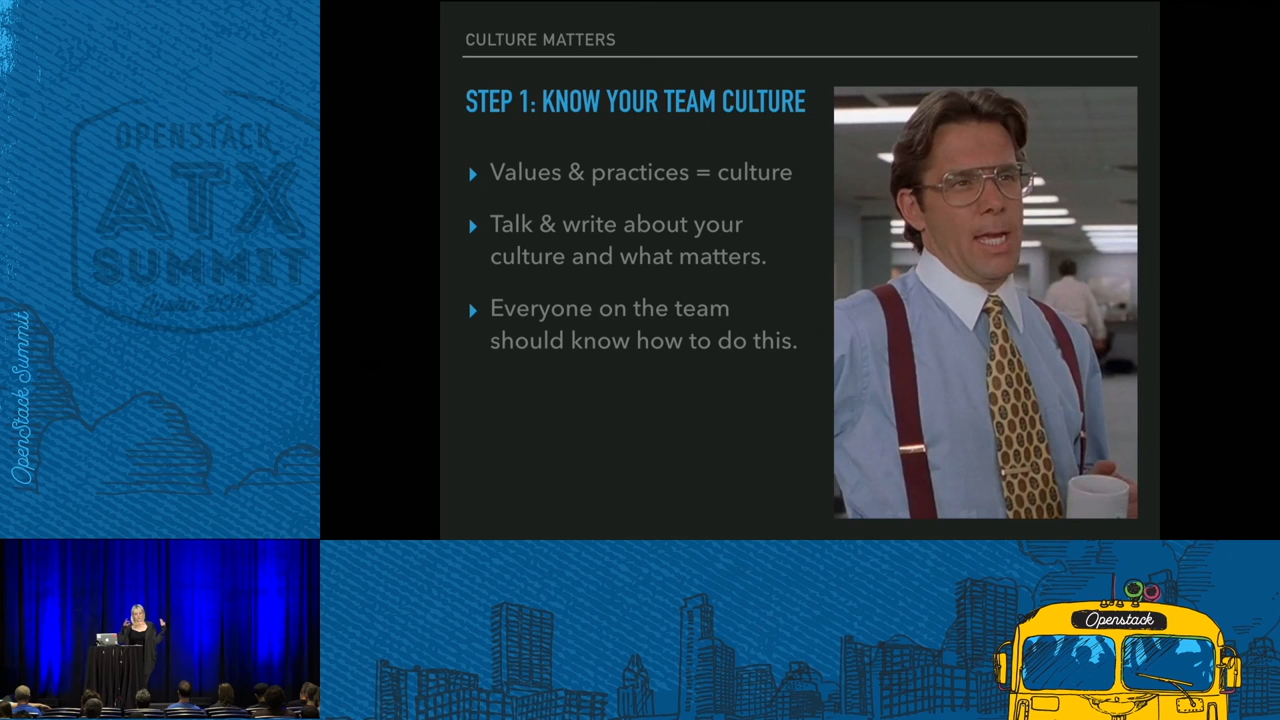 CULTURE MATTERS
STEP 1: KNOW YOUR TEAM CULTURE
Values & practices = culture
Talk & write about your
culture and what matters.
Everyone on the team
should know how to do this.
OPENSTACK
ATX
SUMMIT
OpenStack Summit
Openstack